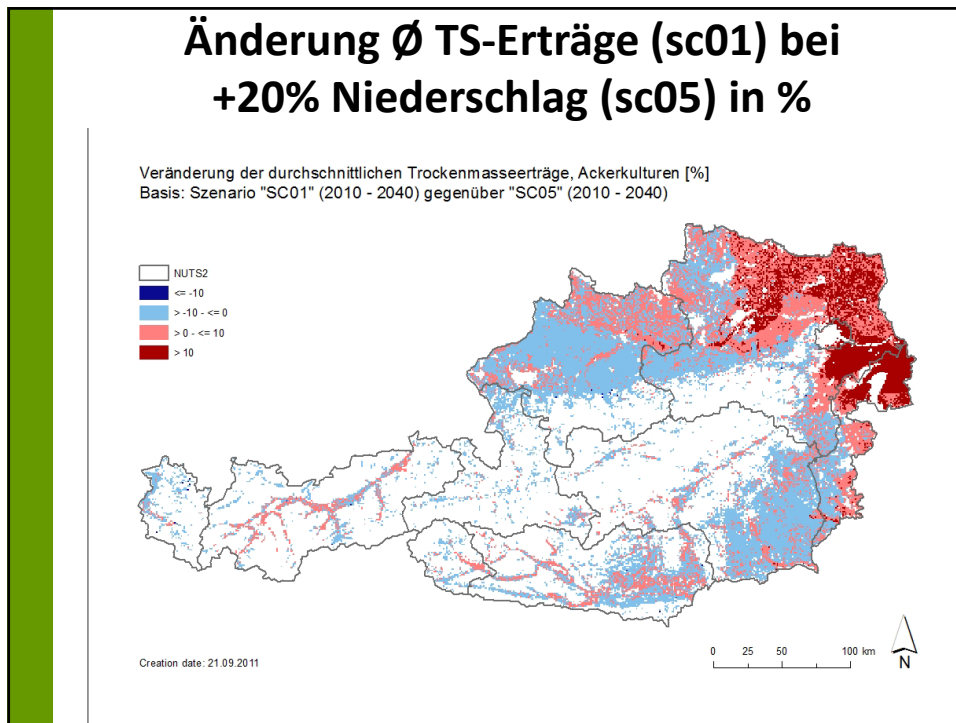 Änderung Ø TS-Erträge (sc01) bei
+20% Niederschlag (sc05) in %
Veränderung der durchschnittlichen Trockenmasseerträge, Ackerkulturen [%]
Basis: Szenario "SC01" (2010 - 2040) gegenüber "SC05" (2010 - 2040)
NUTS2
<= -10
> -10 - <= 0
> 0 - <= 10
> 10
Creation date: 21.09.2011
0 25 50 100 km
N